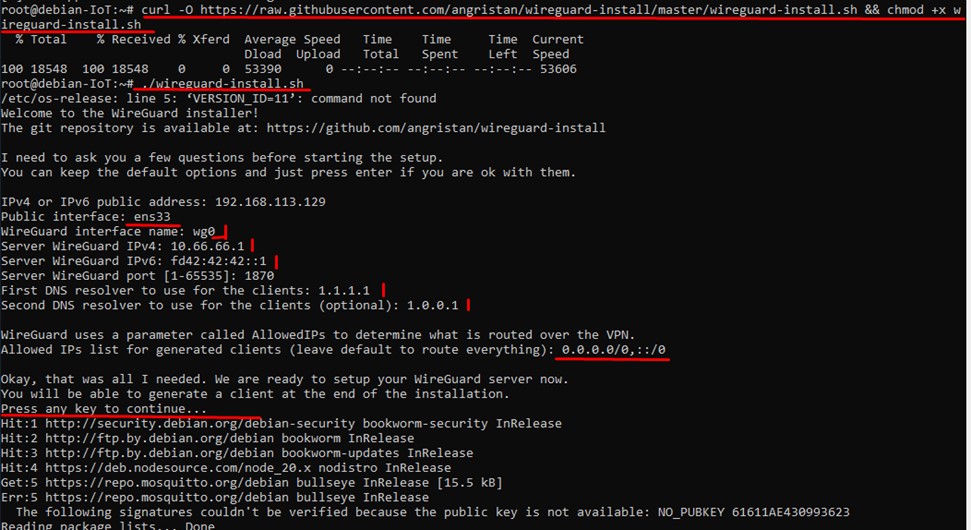 root@debian-IoT:~# curl -O https://raw.githubusercontent.com/angristan/wireguard-install/master/wireguard-install.sh && chmod +x w
ireguard-install.sh
% Total % Received % Xferd Average Speed Time Time Time Current
Dload Upload Total Spent Left Speed
100 18548 100 18548 0 0 53390 0 --:--:-- --:--:-- --:--:-- 53606
root@debian-IoT:~# ./wireguard-install.sh
/etc/os-release: line 5: ‘VERSION_ID=11’: command not found
Welcome to the WireGuard installer!
The git repository is available at: https://github.com/angristan/wireguard-install
I need to ask you a few questions before starting the setup.
You can keep the default options and just press enter if you are ok with them.
IPv4 or IPv6 public address: 192.168.113.129
Public interface: ens33
WireGuard interface name: wg0
Server WireGuard IPv4: 10.66.66.1
Server WireGuard IPv6: fd42:42:42::1
Server WireGuard port [1-65535]: 1870
First DNS resolver to use for the clients: 1.1.1.1
Second DNS resolver to use for the clients (optional): 1.0.0.1
WireGuard uses a parameter called AllowedIPs to determine what is routed over the VPN.
Allowed IPs list for generated clients (leave default to route everything): 0.0.0.0/0,::/0
Okay, that was all I needed. We are ready to setup your WireGuard server now.
You will be able to generate a client at the end of the installation.
Press any key to continue...
Hit:1 http://security.debian.org/debian-security bookworm-security InRelease
Hit:2 http://ftp.by.debian.org/debian bookworm InRelease
Hit:3 http://ftp.by.debian.org/debian bookworm-updates InRelease
Hit:4 https://deb.nodesource.com/node_20.x nodistro InRelease
Get:5 https://repo.mosquitto.org/debian bullseye InRelease [15.5 kB]
Err:5 https://repo.mosquitto.org/debian bullseye InRelease
The following signatures couldn't be verified because the public key is not available: NO_PUBKEY 61611AE430993623
Reading package lists... Done